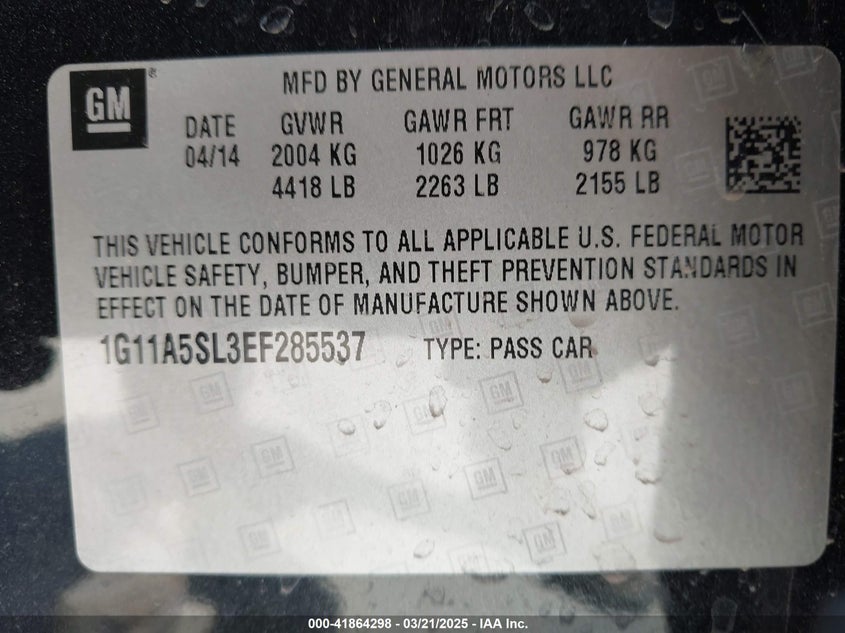 GM
MFD BY GENERAL MOTORS LLC
DATE GVWR GAWR FRT GAWR RR
04/14 2004 KG 1026 KG 978 KG
4418 LB 2263 LB 2155 LB
THIS VEHICLE CONFORMS TO ALL APPLICABLE U.S. FEDERAL MOTOR
VEHICLE SAFETY, BUMPER, AND THEFT PREVENTION STANDARDS IN
EFFECT ON THE DATE OF MANUFACTURE SHOWN ABOVE.
1G11A5SL3EF285537 TYPE: PASS CAR
000-41864298 - 03/21/2025 - IAA Inc.